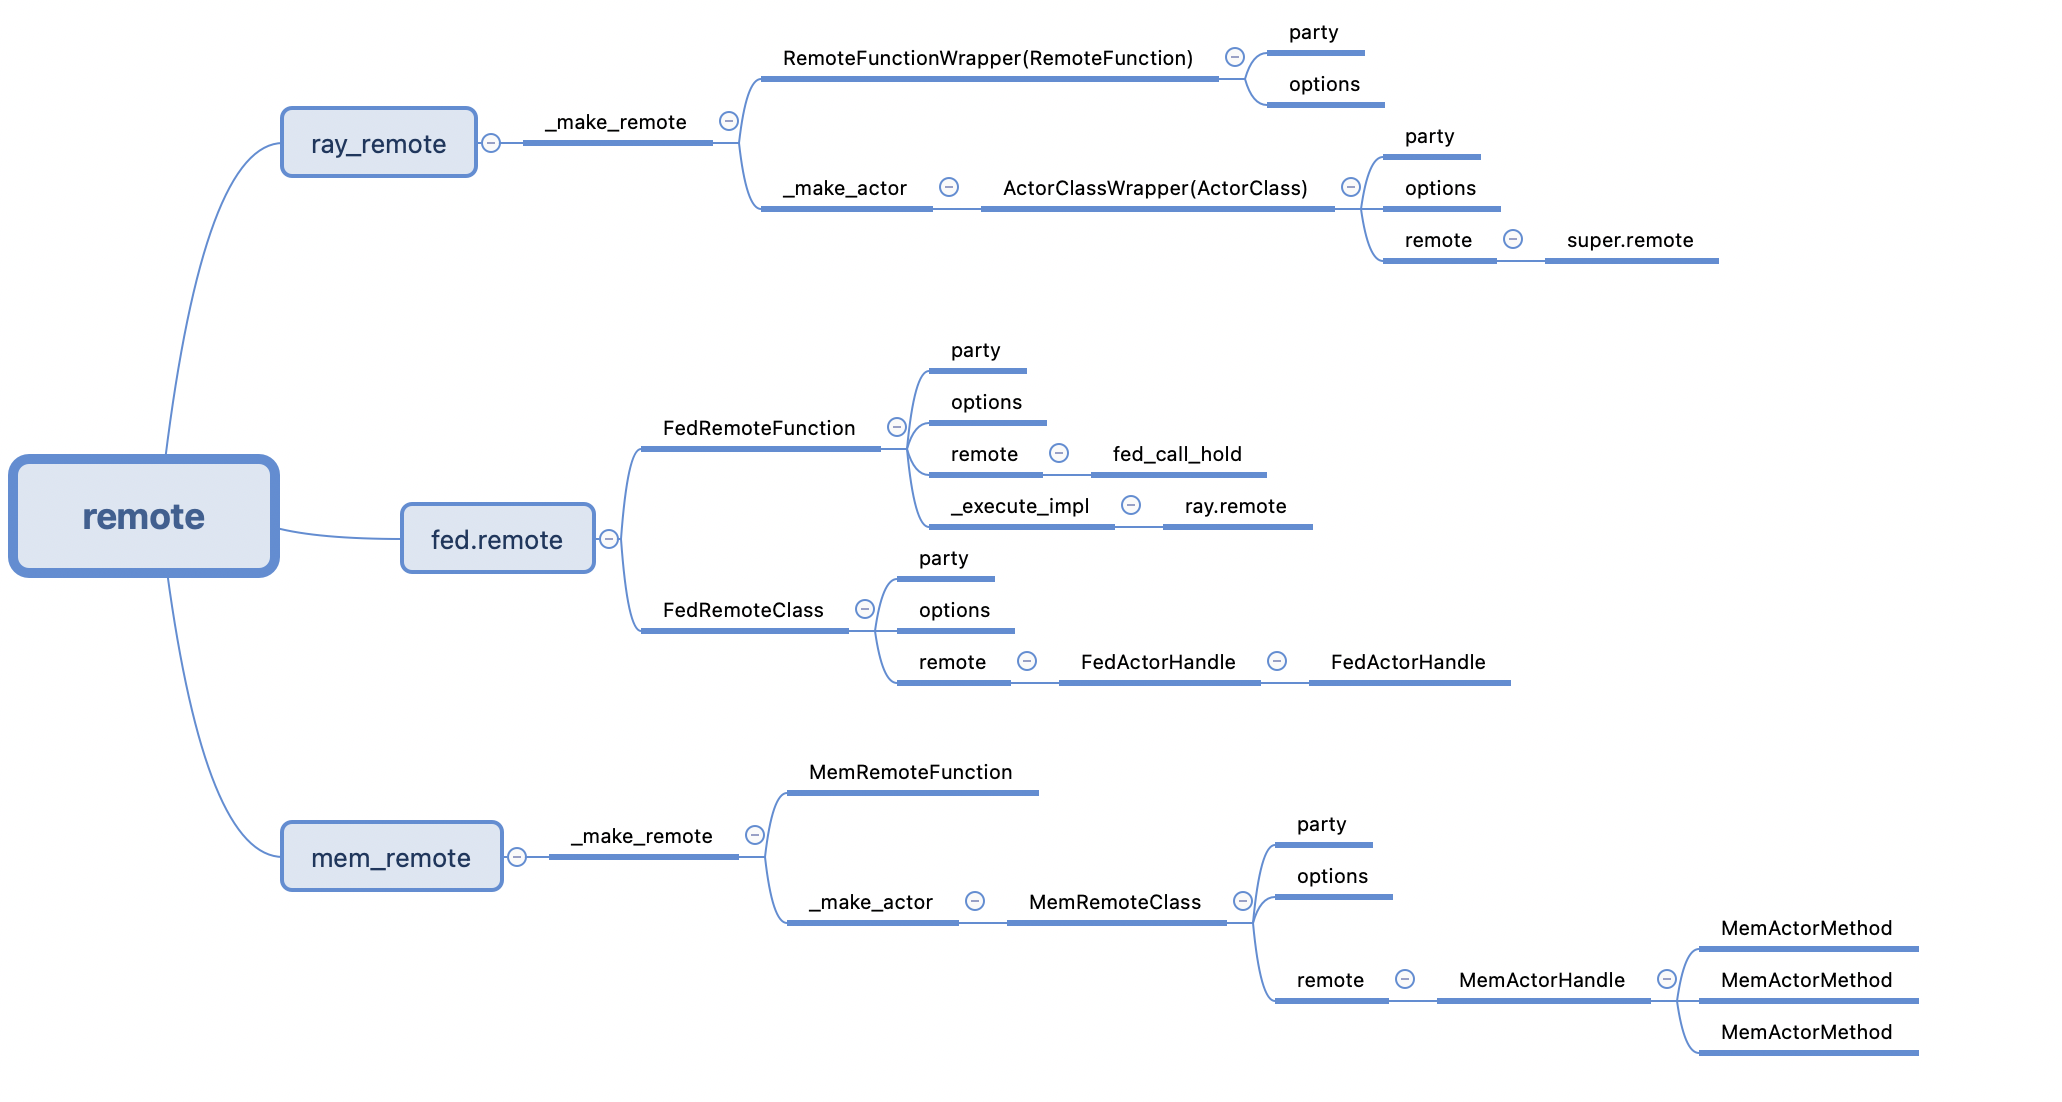 remote
ray_remote
_make_remote
RemoteFunctionWrapper(RemoteFunction)
party
options
_make_actor
ActorClassWrapper(ActorClass)
party
options
remote
super.remote
fed.remote
FedRemoteFunction
party
options
remote
fed_call_hold
_execute_impl
ray.remote
FedRemoteClass
party
options
remote
FedActorHandle
FedActorHandle
mem_remote
_make_remote
MemRemoteFunction
_make_actor
MemRemoteClass
party
options
remote
MemActorHandle
MemActorMethod
MemActorMethod
MemActorMethod